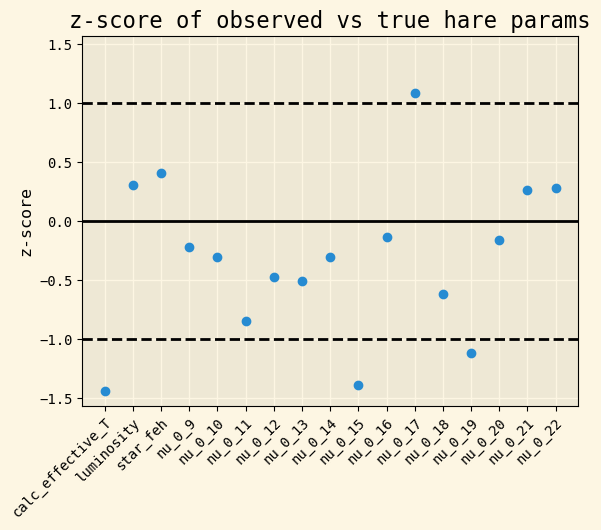 z-score of observed vs true hare params
z-score
1.5
1.0
0.5
0.0
−0.5
−1.0
−1.5
calc_effective_T
luminosity
star_feh
nu_0_9
nu_0_10
nu_0_11
nu_0_12
nu_0_13
nu_0_14
nu_0_15
nu_0_16
nu_0_17
nu_0_18
nu_0_19
nu_0_20
nu_0_21
nu_0_22